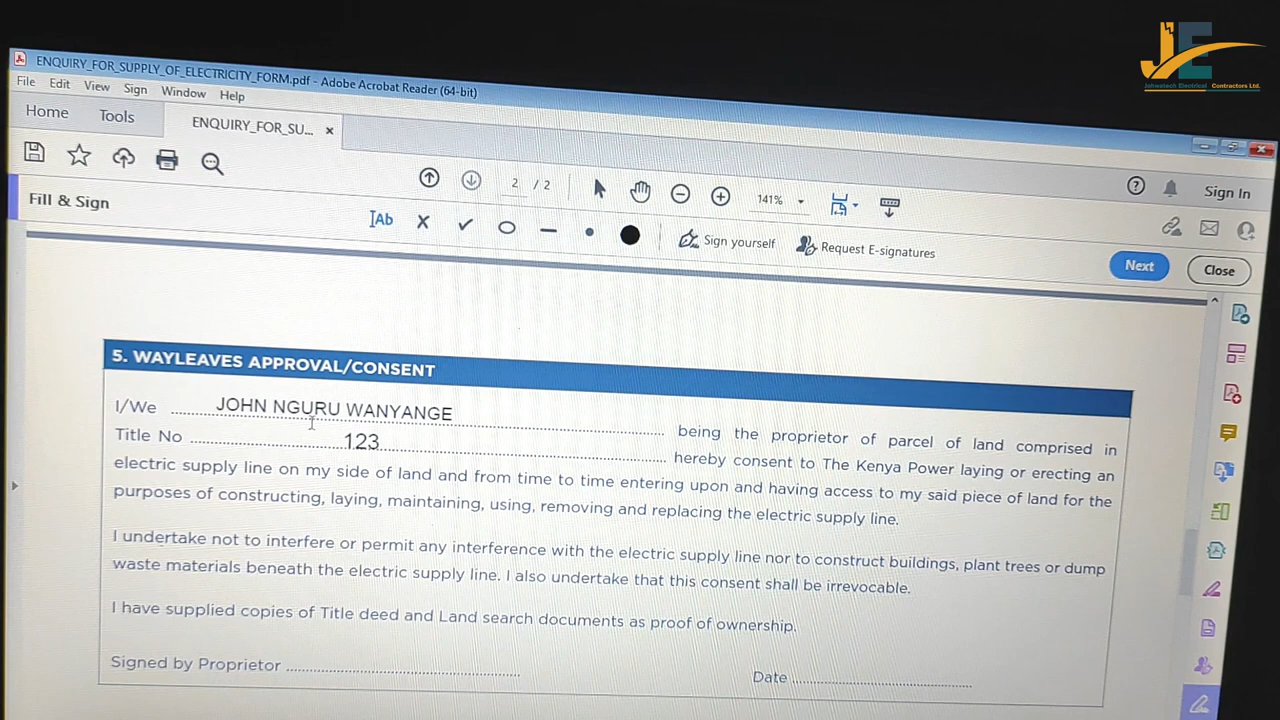 JE
Johwatech Electrical Contractors Ltd.
ENQUIRY_FOR_SUPPLY_OF_ELECTRICITY_FORM.pdf - Adobe Acrobat Reader (64-bit)
File Edit View Sign Window Help
Home Tools ENQUIRY_FOR_SU... ×
2 / 2 141% Sign In
Fill & Sign IAb Sign yourself Request E-signatures Next Close
5. WAYLEAVES APPROVAL/CONSENT
I/We JOHN NGURU WANYANGE being the proprietor of parcel of land comprised in
Title No 123 hereby consent to The Kenya Power laying or erecting an
electric supply line on my side of land and from time to time entering upon and having access to my said piece of land for the
purposes of constructing, laying, maintaining, using, removing and replacing the electric supply line.
I undertake not to interfere or permit any interference with the electric supply line nor to construct buildings, plant trees or dump
waste materials beneath the electric supply line. I also undertake that this consent shall be irrevocable.
I have supplied copies of Title deed and Land search documents as proof of ownership.
Signed by Proprietor Date